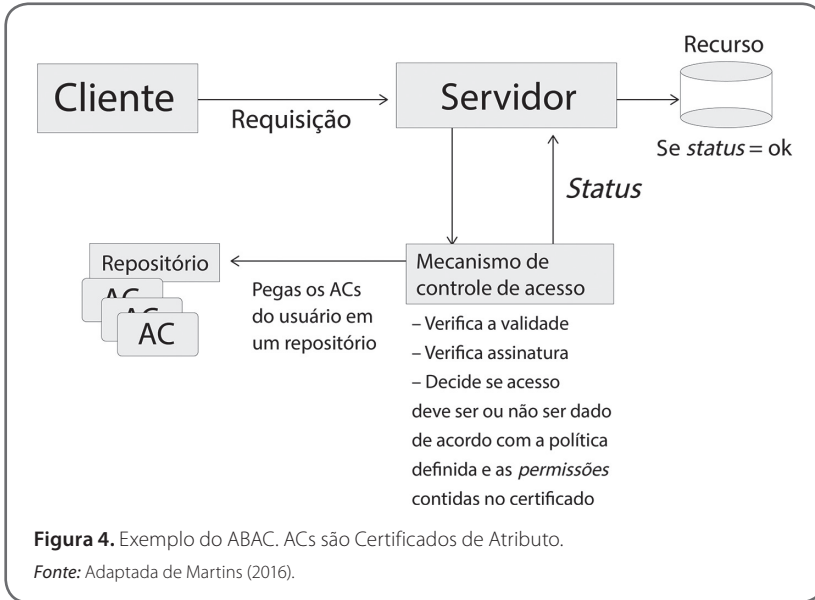 Recurso
Cliente
Servidor
Requisição
Se status = ok
Status
Repositório
AC
AC
AC
Pegas os ACs
do usuário em
um repositório
Mecanismo de
controle de acesso
– Verifica a validade
– Verifica assinatura
– Decide se acesso
deve ser ou não ser dado
de acordo com a política
definida e as permissões
contidas no certificado
Figura 4. Exemplo do ABAC. ACs são Certificados de Atributo.
Fonte: Adaptada de Martins (2016).